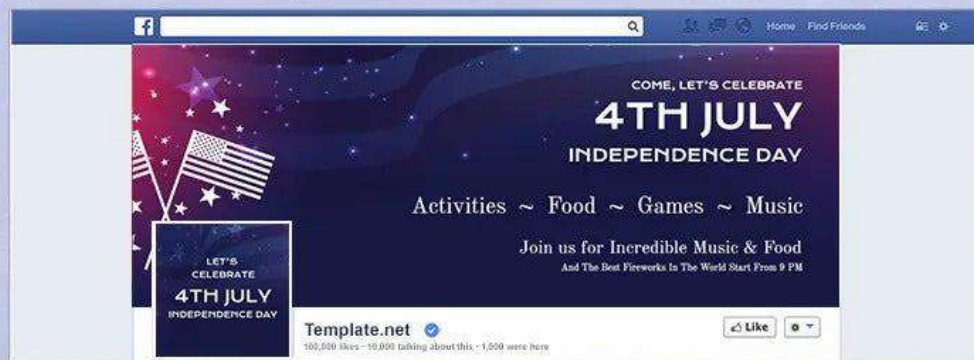 f
Home Find Friends
COME, LET'S CELEBRATE
4TH JULY
INDEPENDENCE DAY
Activities ~ Food ~ Games ~ Music
Join us for Incredible Music & Food
And The Best Fireworks In The World Start From 9 PM
LET'S
CELEBRATE
4TH JULY
INDEPENDENCE DAY
Template.net
Like
100,000 likes - 10,000 talking about this - 1,000 were here